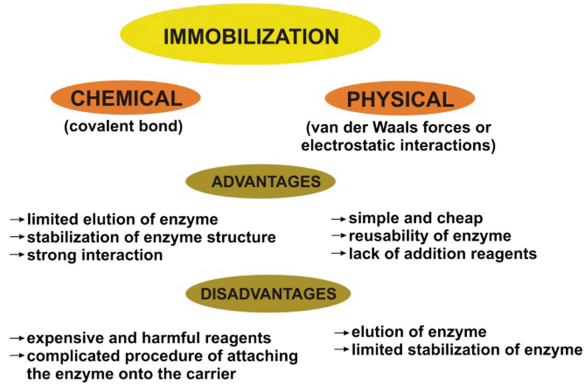 IMMOBILIZATION
CHEMICAL
(covalent bond)
PHYSICAL
(van der Waals forces or
electrostatic interactions)
ADVANTAGES
→limited elution of enzyme
→stabilization of enzyme structure
→strong interaction
→simple and cheap
→reusability of enzyme
→lack of addition reagents
DISADVANTAGES
→expensive and harmful reagents
→complicated procedure of attaching
the enzyme onto the carrier
→elution of enzyme
→limited stabilization of enzyme